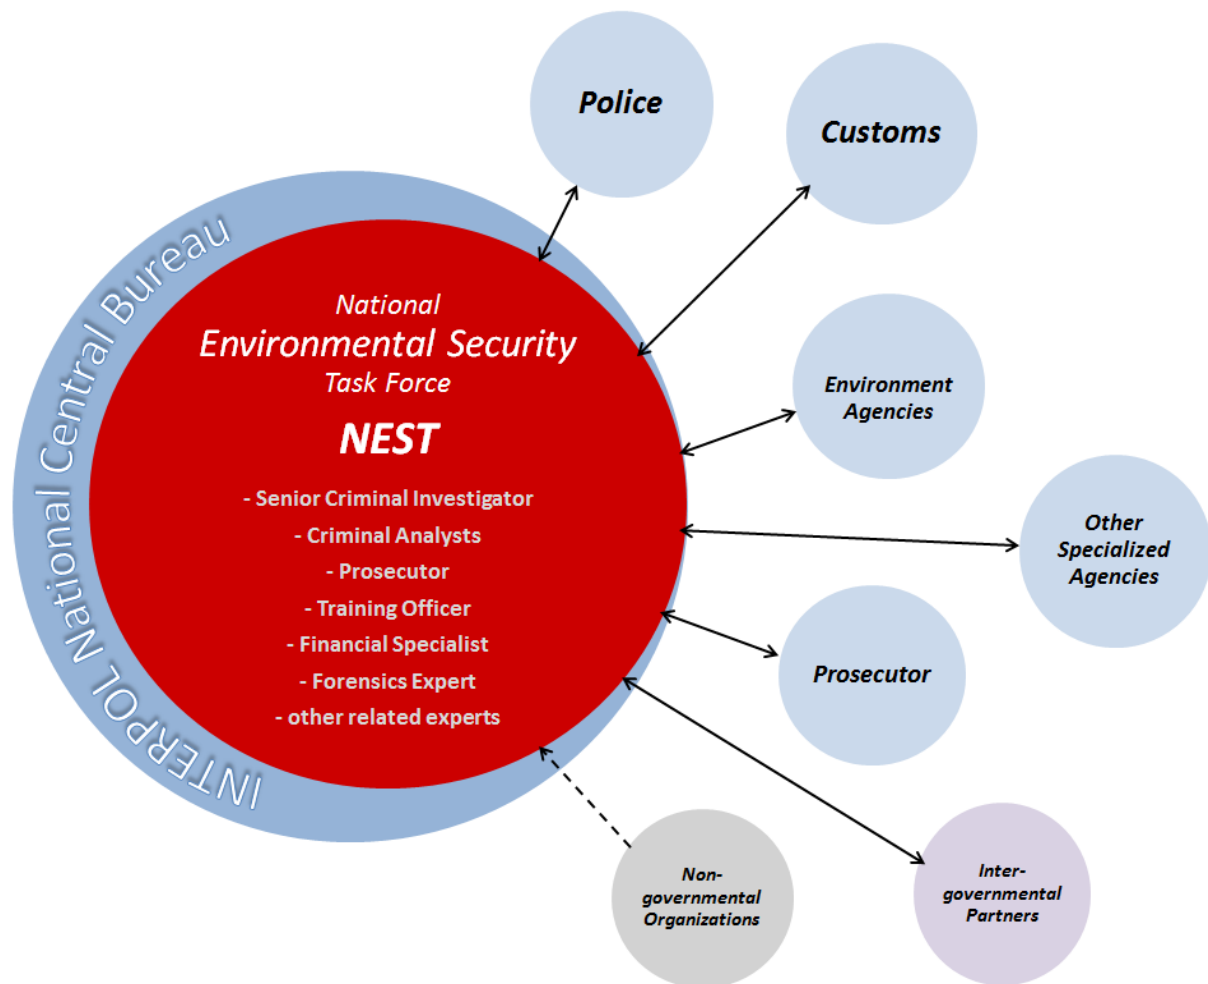 INTERPOL National Central Bureau
National
Environmental Security
Task Force
NEST
- Senior Criminal Investigator
- Criminal Analysts
- Prosecutor
- Training Officer
- Financial Specialist
- Forensics Expert
- other related experts
Police
Customs
Environment
Agencies
Other
Specialized
Agencies
Prosecutor
Inter-
governmental
Partners
Non-
governmental
Organizations